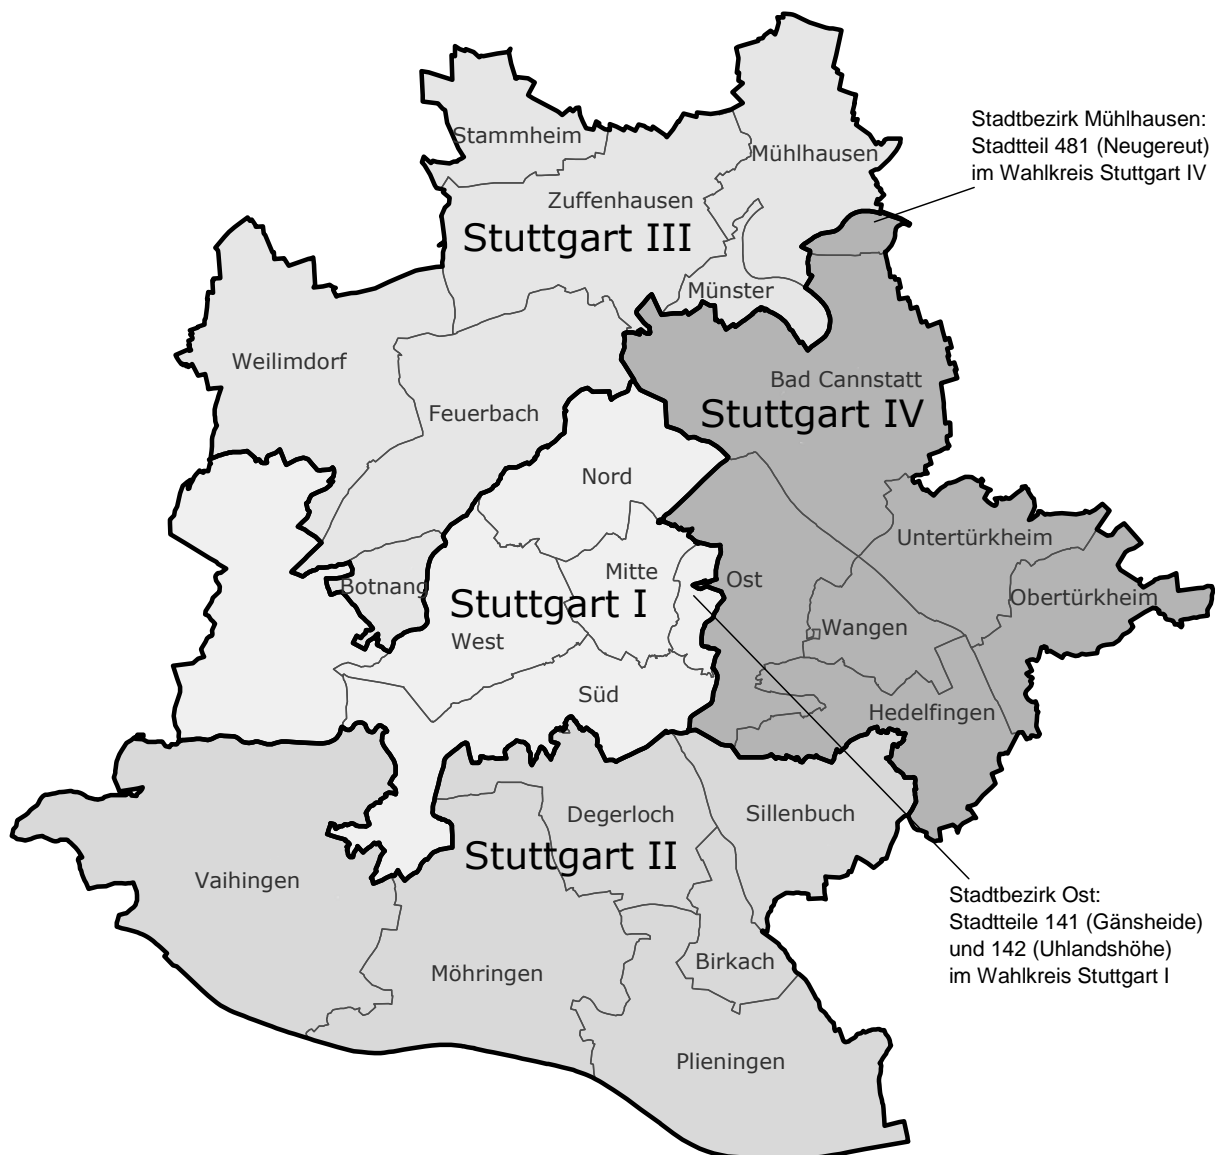 Stadtbezirk Mühlhausen:
Stadtteil 481 (Neugereut)
im Wahlkreis Stuttgart IV
Stammheim
Mühlhausen
Zuffenhausen
Stuttgart III
Münster
Weilimdorf
Bad Cannstatt
Feuerbach
Stuttgart IV
Nord
Untertürkheim
Mitte
Ost
Botnang
Obertürkheim
Stuttgart I
Wangen
West
Süd
Hedelfingen
Degerloch
Sillenbuch
Stuttgart II
Vaihingen
Stadtbezirk Ost:
Stadtteile 141 (Gänsheide)
und 142 (Uhlandshöhe)
im Wahlkreis Stuttgart I
Birkach
Möhringen
Plieningen